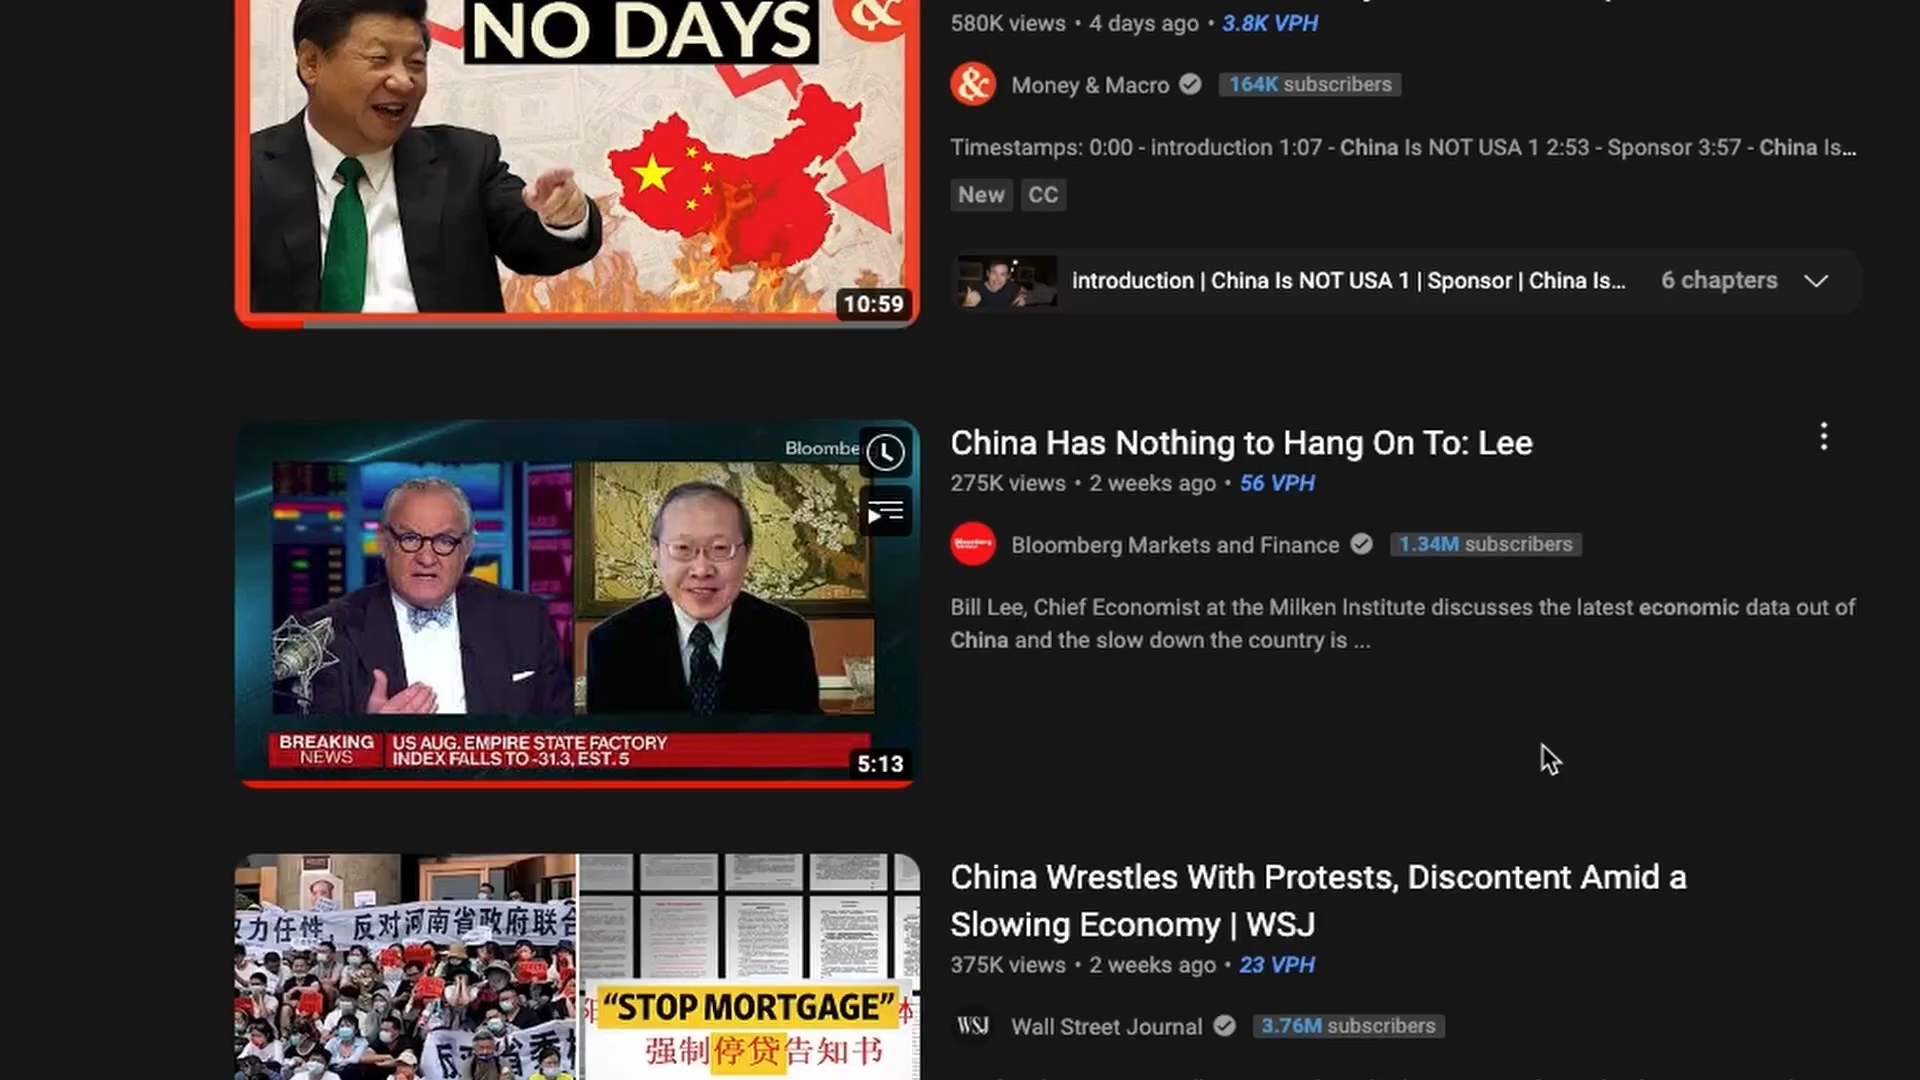 NO DAYS
&
10:59
580K views • 4 days ago • 3.8K VPH
&
Money & Macro
164K subscribers
Timestamps: 0:00 - introduction 1:07 - China Is NOT USA 1 2:53 - Sponsor 3:57 - China Is...
New
CC
introduction | China Is NOT USA 1 | Sponsor | China Is...
6 chapters
Bloombe
BREAKING NEWS
US AUG. EMPIRE STATE FACTORY
INDEX FALLS TO -31.3, EST. 5
5:13
China Has Nothing to Hang On To: Lee
275K views • 2 weeks ago • 56 VPH
Bloomberg Markets and Finance
1.34M subscribers
Bill Lee, Chief Economist at the Milken Institute discusses the latest economic data out of
China and the slow down the country is ...
力任性，反对河南省政府联合
“STOP MORTGAGE”
强制停贷告知书
China Wrestles With Protests, Discontent Amid a
Slowing Economy | WSJ
375K views • 2 weeks ago • 23 VPH
WSJ
Wall Street Journal
3.76M subscribers